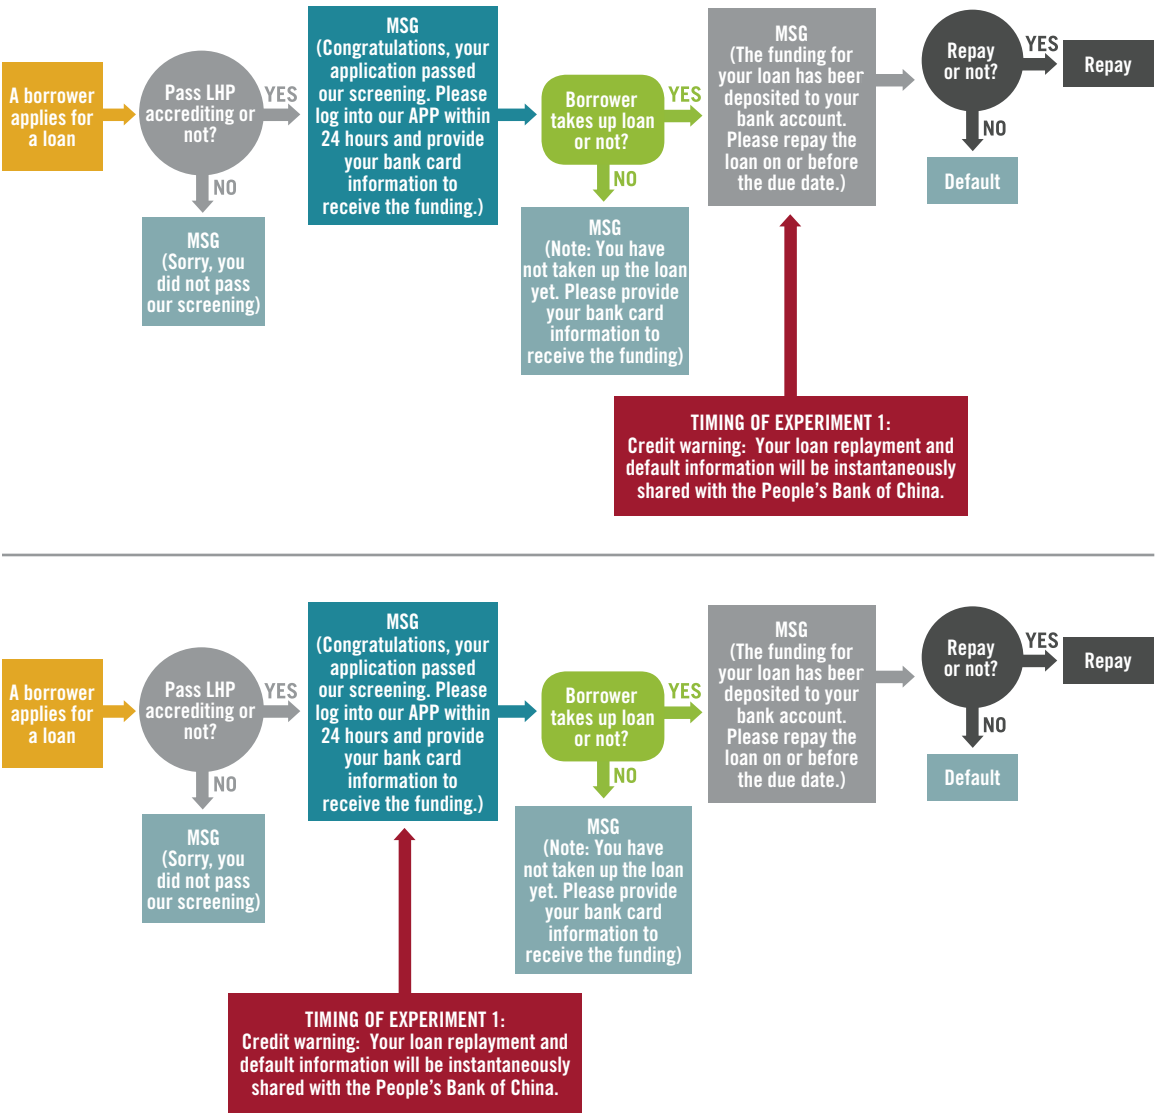 A borrower
applies for
a loan
Pass LHP
accrediting or
not?
YES
NO
MSG
(Sorry, you
did not pass
our screening)
MSG
(Congratulations, your
application passed
our screening. Please
log into our APP within
24 hours and provide
your bank card
information to
receive the funding.)
Borrower
takes up loan
or not?
YES
NO
MSG
(Note: You have
not taken up the loan
yet. Please provide
your bank card
information to
receive the funding)
MSG
(The funding for
your loan has been
deposited to your
bank account.
Please repay the
loan on or before
the due date.)
Repay
or not?
YES
Repay
NO
Default
TIMING OF EXPERIMENT 1:
Credit warning: Your loan replayment and
default information will be instantaneously
shared with the People's Bank of China.
A borrower
applies for
a loan
Pass LHP
accrediting or
not?
YES
NO
MSG
(Sorry, you
did not pass
our screening)
MSG
(Congratulations, your
application passed
our screening. Please
log into our APP within
24 hours and provide
your bank card
information to
receive the funding.)
Borrower
takes up loan
or not?
YES
NO
MSG
(Note: You have
not taken up the loan
yet. Please provide
your bank card
information to
receive the funding)
MSG
(The funding for
your loan has been
deposited to your
bank account.
Please repay the
loan on or before
the due date.)
Repay
or not?
YES
Repay
NO
Default
TIMING OF EXPERIMENT 1:
Credit warning: Your loan replayment and
default information will be instantaneously
shared with the People's Bank of China.